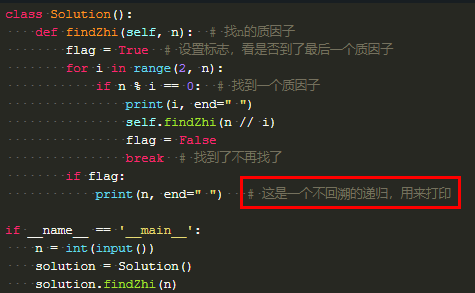 class Solution():
    def findZhi(self, n):  # 找n的质因子
        flag = True  # 设置标志，看是否到了最后一个质因子
        for i in range(2, n):
            if n % i == 0:  # 找到一个质因子
                print(i, end=" ")
                self.findZhi(n // i)
                flag = False
                break  # 找到了不再找了
        if flag:
            print(n, end=" ")   # 这是一个不回溯的递归，用来打印
if __name__ == '__main__':
    n = int(input())
    solution = Solution()
    solution.findZhi(n)